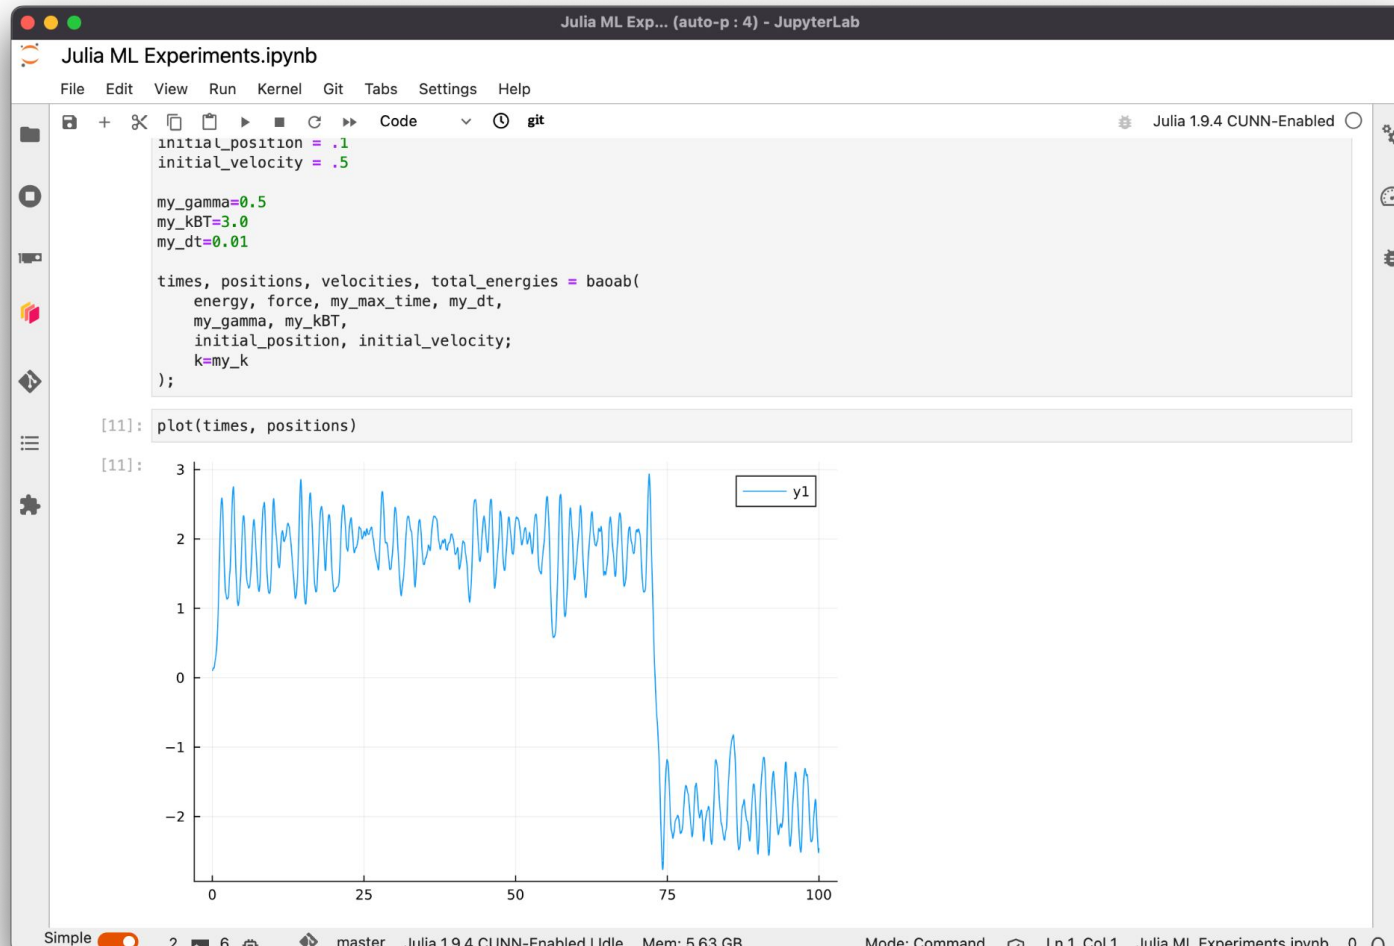 Julia ML Exp... (auto-p : 4) - JupyterLab
Julia ML Experiments.ipynb
File Edit View Run Kernel Git Tabs Settings Help
Code git Julia 1.9.4 CUNN-Enabled
initial_position = .1
initial_velocity = .5
my_gamma=0.5
my_kBT=3.0
my_dt=0.01
times, positions, velocities, total_energies = baoab(
    energy, force, my_max_time, my_dt,
    my_gamma, my_kBT,
    initial_position, initial_velocity;
    k=my_k
);
[11]: plot(times, positions)
[11]:
3
y1
2
1
0
−1
−2
0 25 50 75 100
Simple 2 6 master Julia 1.9.4 CUNN-Enabled | Idle Mem: 5.63 GB Mode: Command Ln 1, Col 1 Julia ML Experiments.ipynb 0